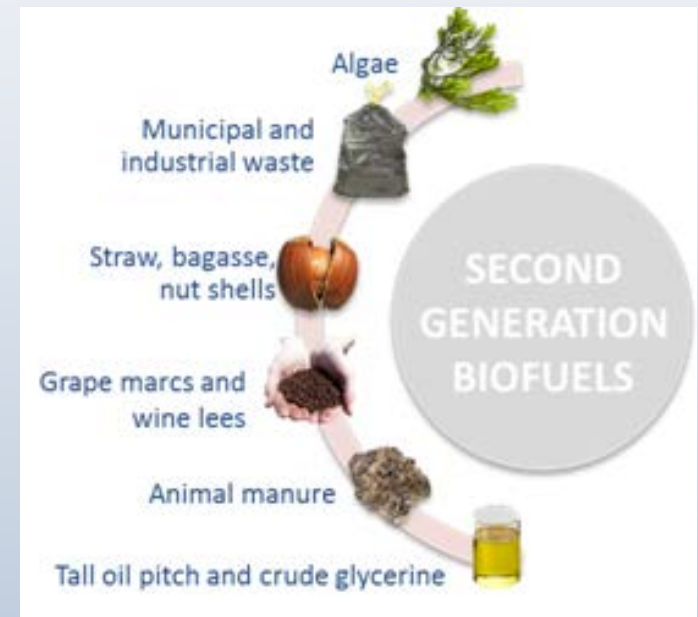 Algae
Municipal and
industrial waste
Straw, bagasse,
nut shells
Grape marcs and
wine lees
Animal manure
Tall oil pitch and crude glycerine
SECOND
GENERATION
BIOFUELS